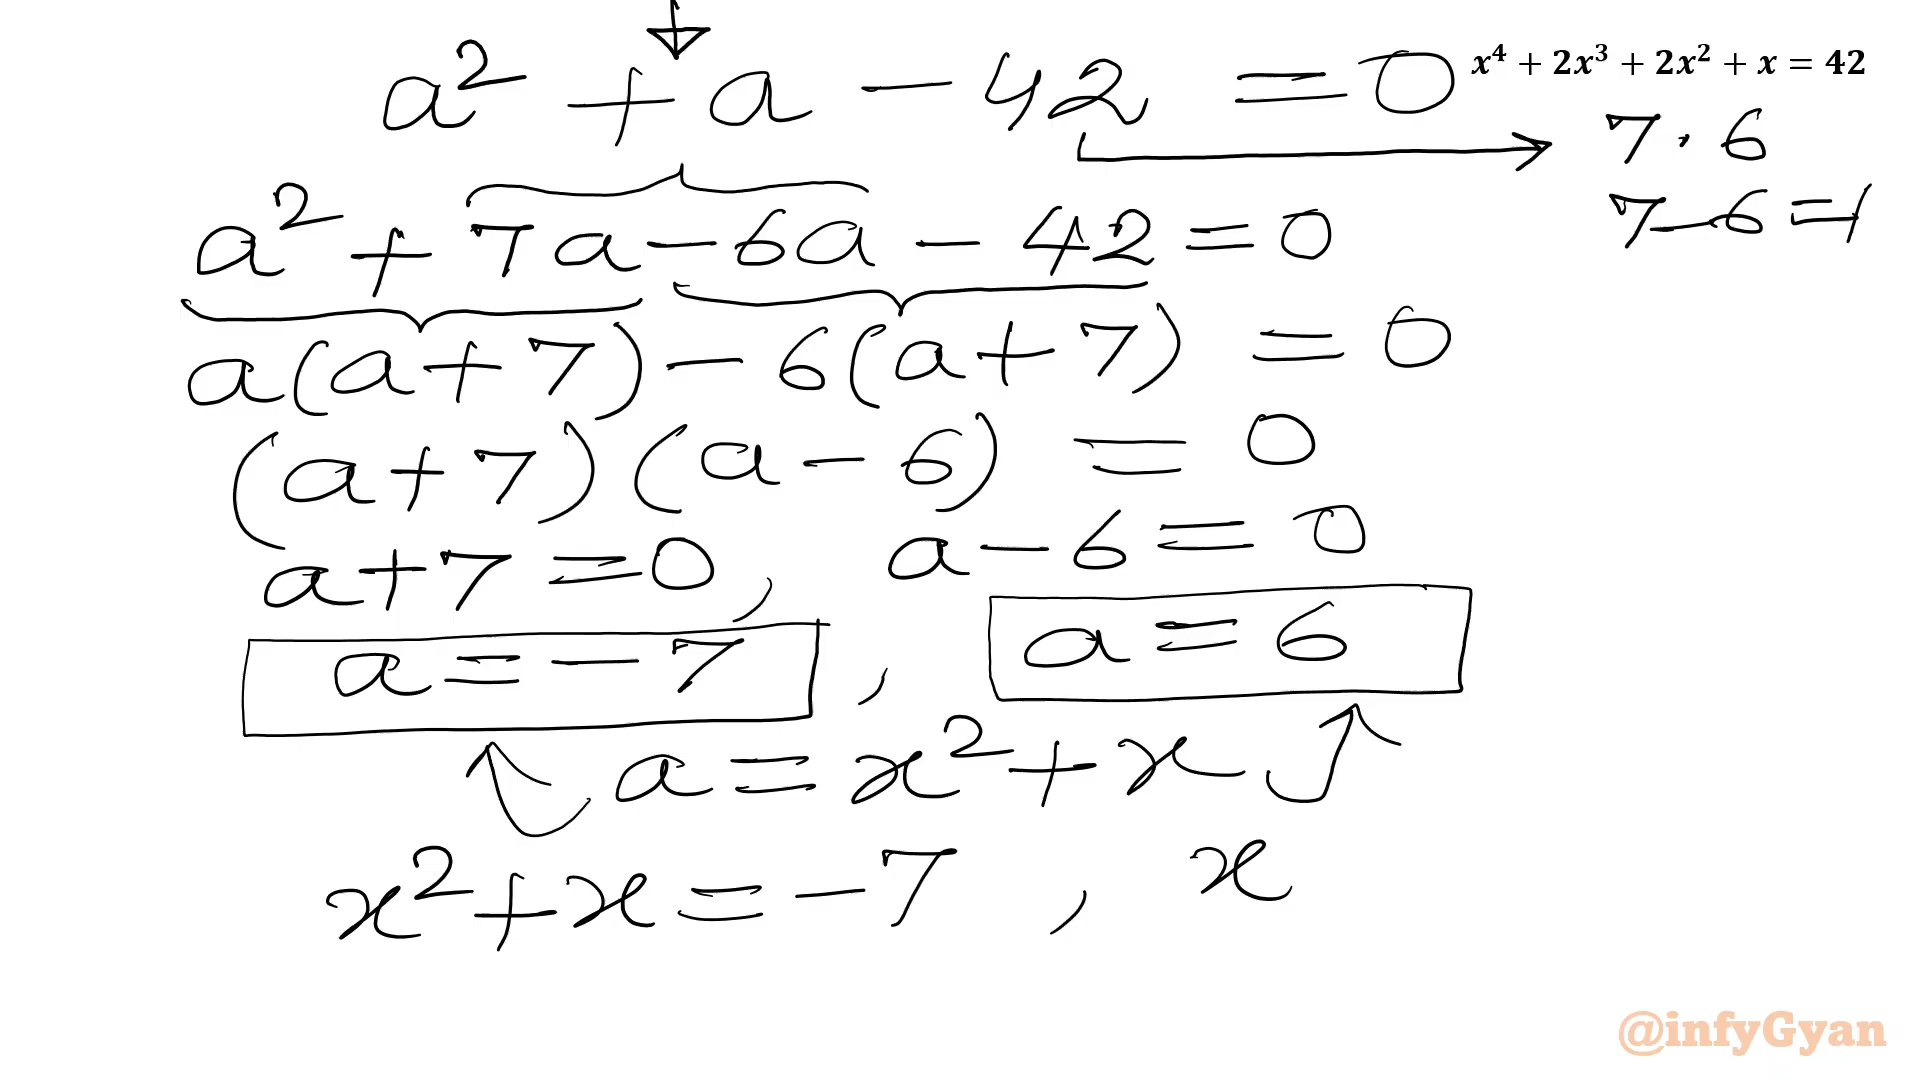 a² + a − 42 = 0
x⁴ + 2x³ + 2x² + x = 42
7 · 6
7 − 6 = 1
a² + 7a − 6a − 42 = 0
a(a + 7) − 6(a + 7) = 0
(a + 7)(a − 6) = 0
a + 7 = 0, a − 6 = 0
a = −7, a = 6
a = x² + x
x² + x = −7, x
@infyGyan